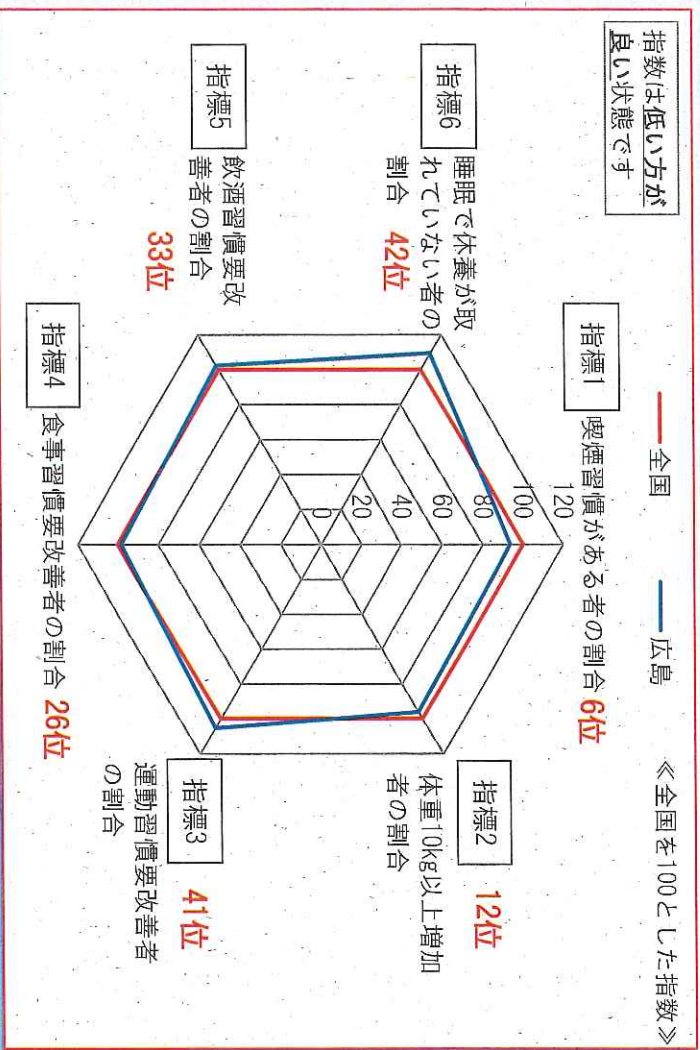 指数は低い方が
良い状態です
全国
広島
≪全国を100とした指数≫
指標1
喫煙習慣がある者の割合 6位
指標2
12位
体重10kg以上増加
者の割合
指標3
41位
運動習慣要改善者
の割合
指標4
食事習慣要改善者の割合 26位
指標5
飲酒習慣要改
善者の割合
33位
指標6
睡眠で休養が取
れていない者の
割合 42位
120
100
80
60
40
20
0